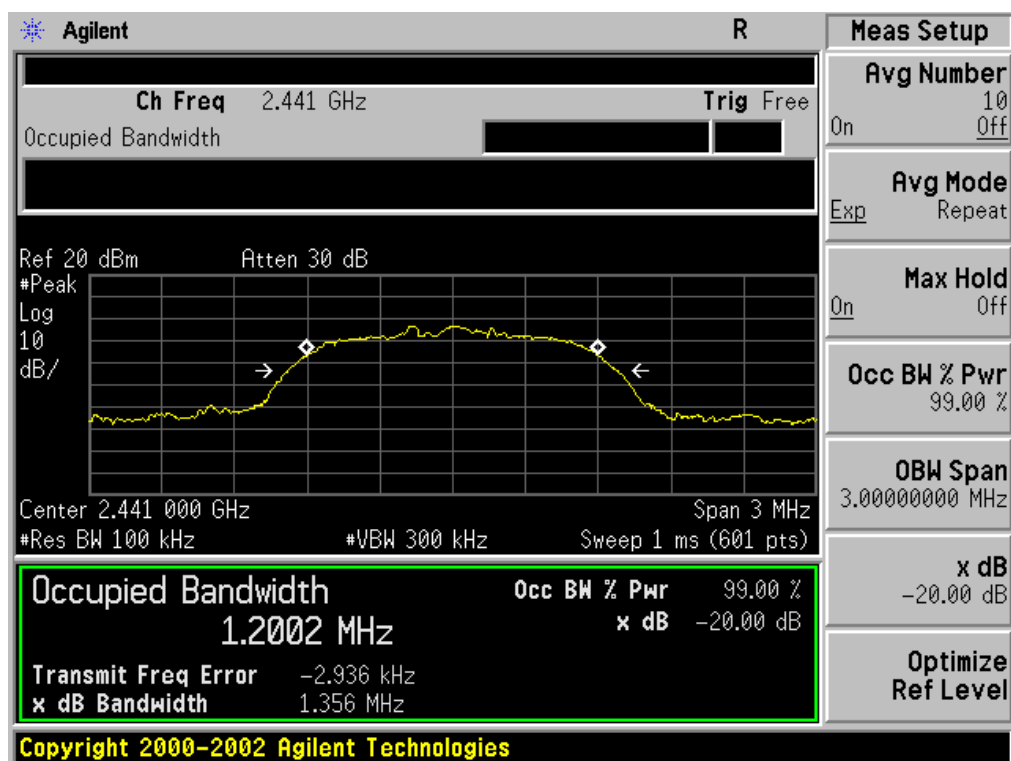 Agilent R Meas Setup
Ch Freq 2.441 GHz Trig Free
Occupied Bandwidth
Avg Number
10
On Off
Avg Mode
Exp Repeat
Max Hold
On Off
Occ BW % Pwr
99.00 %
OBW Span
3.00000000 MHz
x dB
-20.00 dB
Optimize
Ref Level
Ref 20 dBm Atten 30 dB
#Peak
Log
10
dB/
Center 2.441 000 GHz Span 3 MHz
#Res BW 100 kHz #VBW 300 kHz Sweep 1 ms (601 pts)
Occupied Bandwidth Occ BW % Pwr 99.00 %
1.2002 MHz x dB -20.00 dB
Transmit Freq Error -2.936 kHz
x dB Bandwidth 1.356 MHz
Copyright 2000-2002 Agilent Technologies